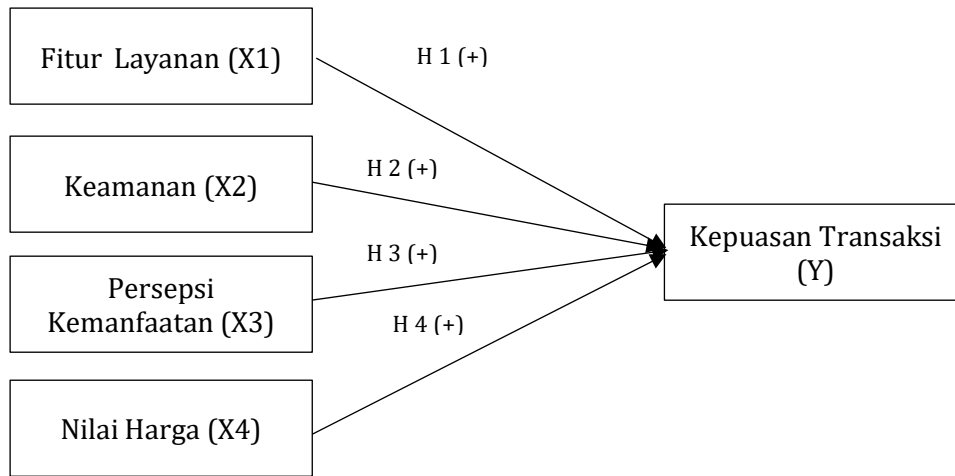 Fitur Layanan (X1)
H 1 (+)
Keamanan (X2)
H 2 (+)
Persepsi
Kemanfaatan (X3)
H 3 (+)
Nilai Harga (X4)
H 4 (+)
Kepuasan Transaksi
(Y)